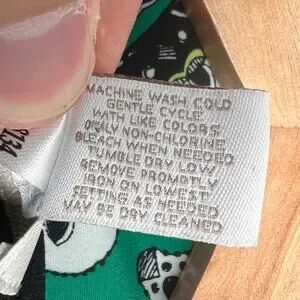 MACHINE WASH COLD
GENTLE CYCLE
WITH LIKE COLORS.
ONLY NON-CHLORINE
BLEACH WHEN NEEDED.
TUMBLE DRY LOW.
REMOVE PROMPTLY
IRON ON LOWEST
SETTING AS NEEDED
MAY BE DRY CLEANED
9234